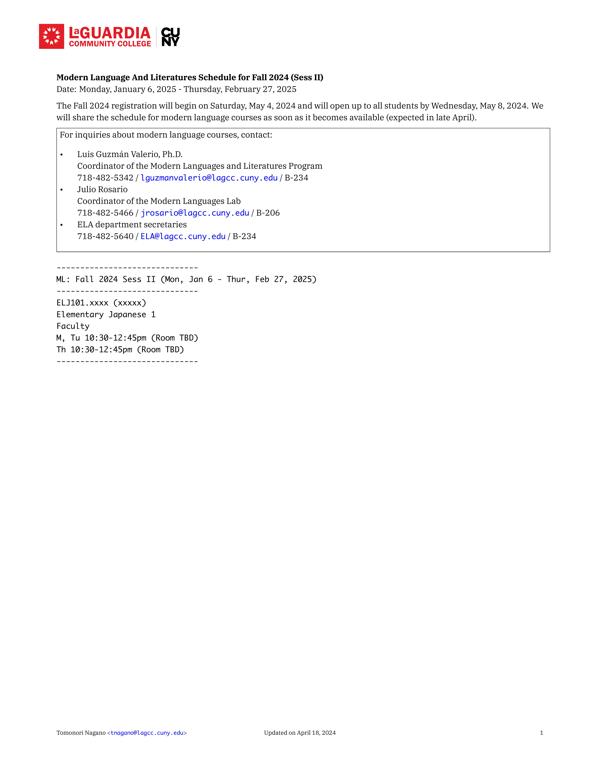 LAGUARDIA
COMMUNITY COLLEGE
CU
NY
Modern Language And Literatures Schedule for Fall 2024 (Sess II)
Date: Monday, January 6, 2025 - Thursday, February 27, 2025
The Fall 2024 registration will begin on Saturday, May 4, 2024 and will open up to all students by Wednesday, May 8, 2024. We
will share the schedule for modern language courses as soon as it becomes available (expected in late April).
For inquiries about modern language courses, contact:
• Luis Guzmán Valerio, Ph.D.
Coordinator of the Modern Languages and Literatures Program
718-482-5342 / lguzmanvalerio@lagcc.cuny.edu / B-234
• Julio Rosario
Coordinator of the Modern Languages Lab
718-482-5466 / jrosario@lagcc.cuny.edu / B-206
• ELA department secretaries
718-482-5640 / ELA@lagcc.cuny.edu / B-234
------------------------------
ML: Fall 2024 Sess II (Mon, Jan 6 - Thur, Feb 27, 2025)
------------------------------
ELJ101.xxxx (xxxxx)
Elementary Japanese 1
Faculty
M, Tu 10:30-12:45pm (Room TBD)
Th 10:30-12:45pm (Room TBD)
------------------------------
Tomonori Nagano <tnagano@lagcc.cuny.edu> Updated on April 18, 2024 1